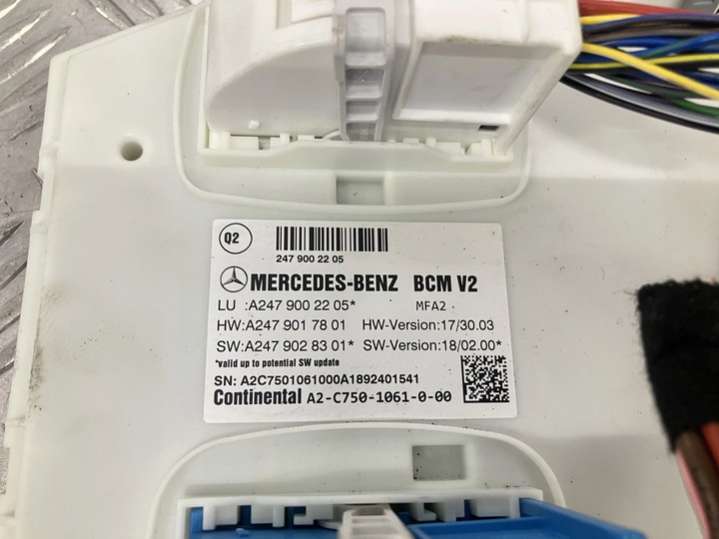 Q2
247 900 22 05
MERCEDES-BENZ BCM V2
LU :A247 900 22 05* MFA2
HW:A247 901 78 01 HW-Version:17/30.03
SW:A247 902 83 01* SW-Version:18/02.00*
*valid up to potential SW update
SN: A2C7501061000A1892401541
Continental A2-C750-1061-0-00